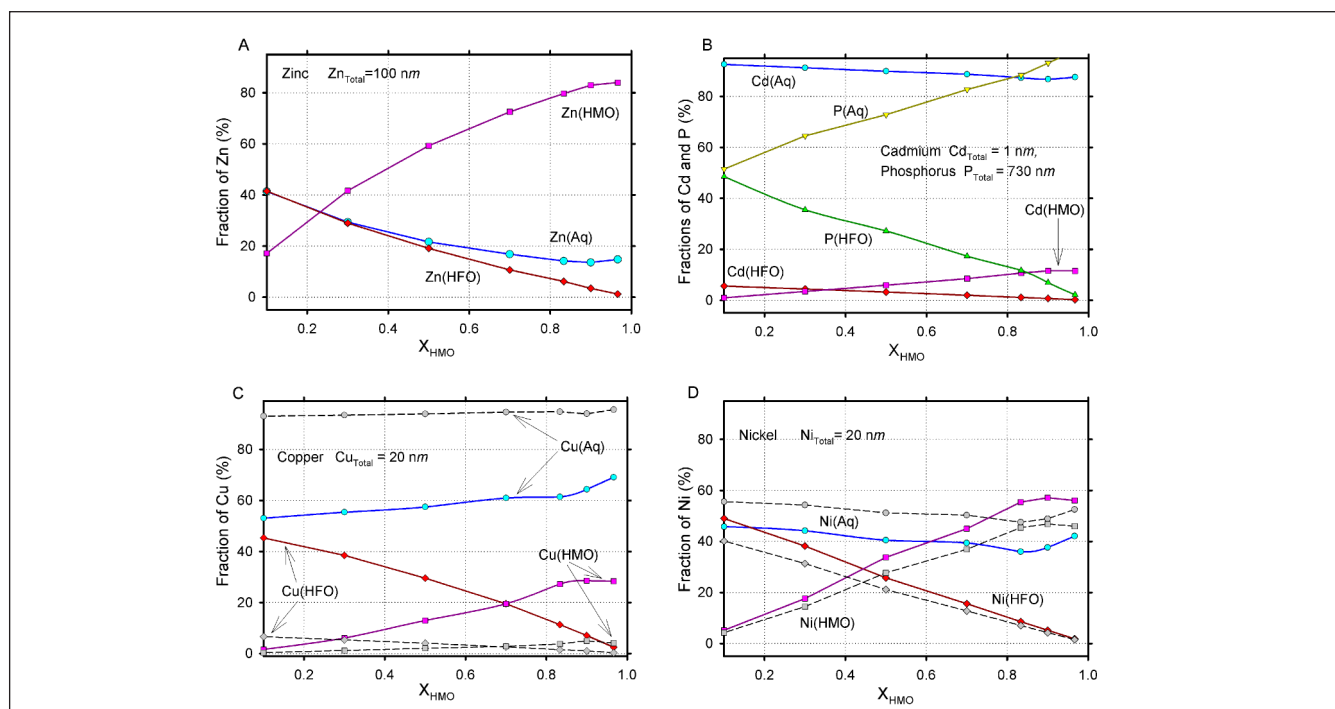 A
Zinc Zn_Total=100 nm
Zn(HMO)
Zn(Aq)
Zn(HFO)
Fraction of Zn (%)
80
60
40
20
0
0.2 0.4 0.6 0.8 1.0
X_HMO
B
Cd(Aq)
P(Aq)
Cadmium Cd_Total = 1 nm,
Phosphorus P_Total = 730 nm
Cd(HMO)
P(HFO)
Cd(HFO)
Fractions of Cd and P (%)
80
60
40
20
0
0.2 0.4 0.6 0.8 1.0
X_HMO
C
Cu(Aq)
Copper Cu_Total = 20 nm
Cu(HMO)
Cu(HFO)
Fraction of Cu (%)
80
60
40
20
0
0.2 0.4 0.6 0.8 1.0
X_HMO
D
Nickel Ni_Total = 20 nm
Ni(Aq)
Ni(HFO)
Ni(HMO)
Fraction of Ni (%)
80
60
40
20
0
0.2 0.4 0.6 0.8 1.0
X_HMO